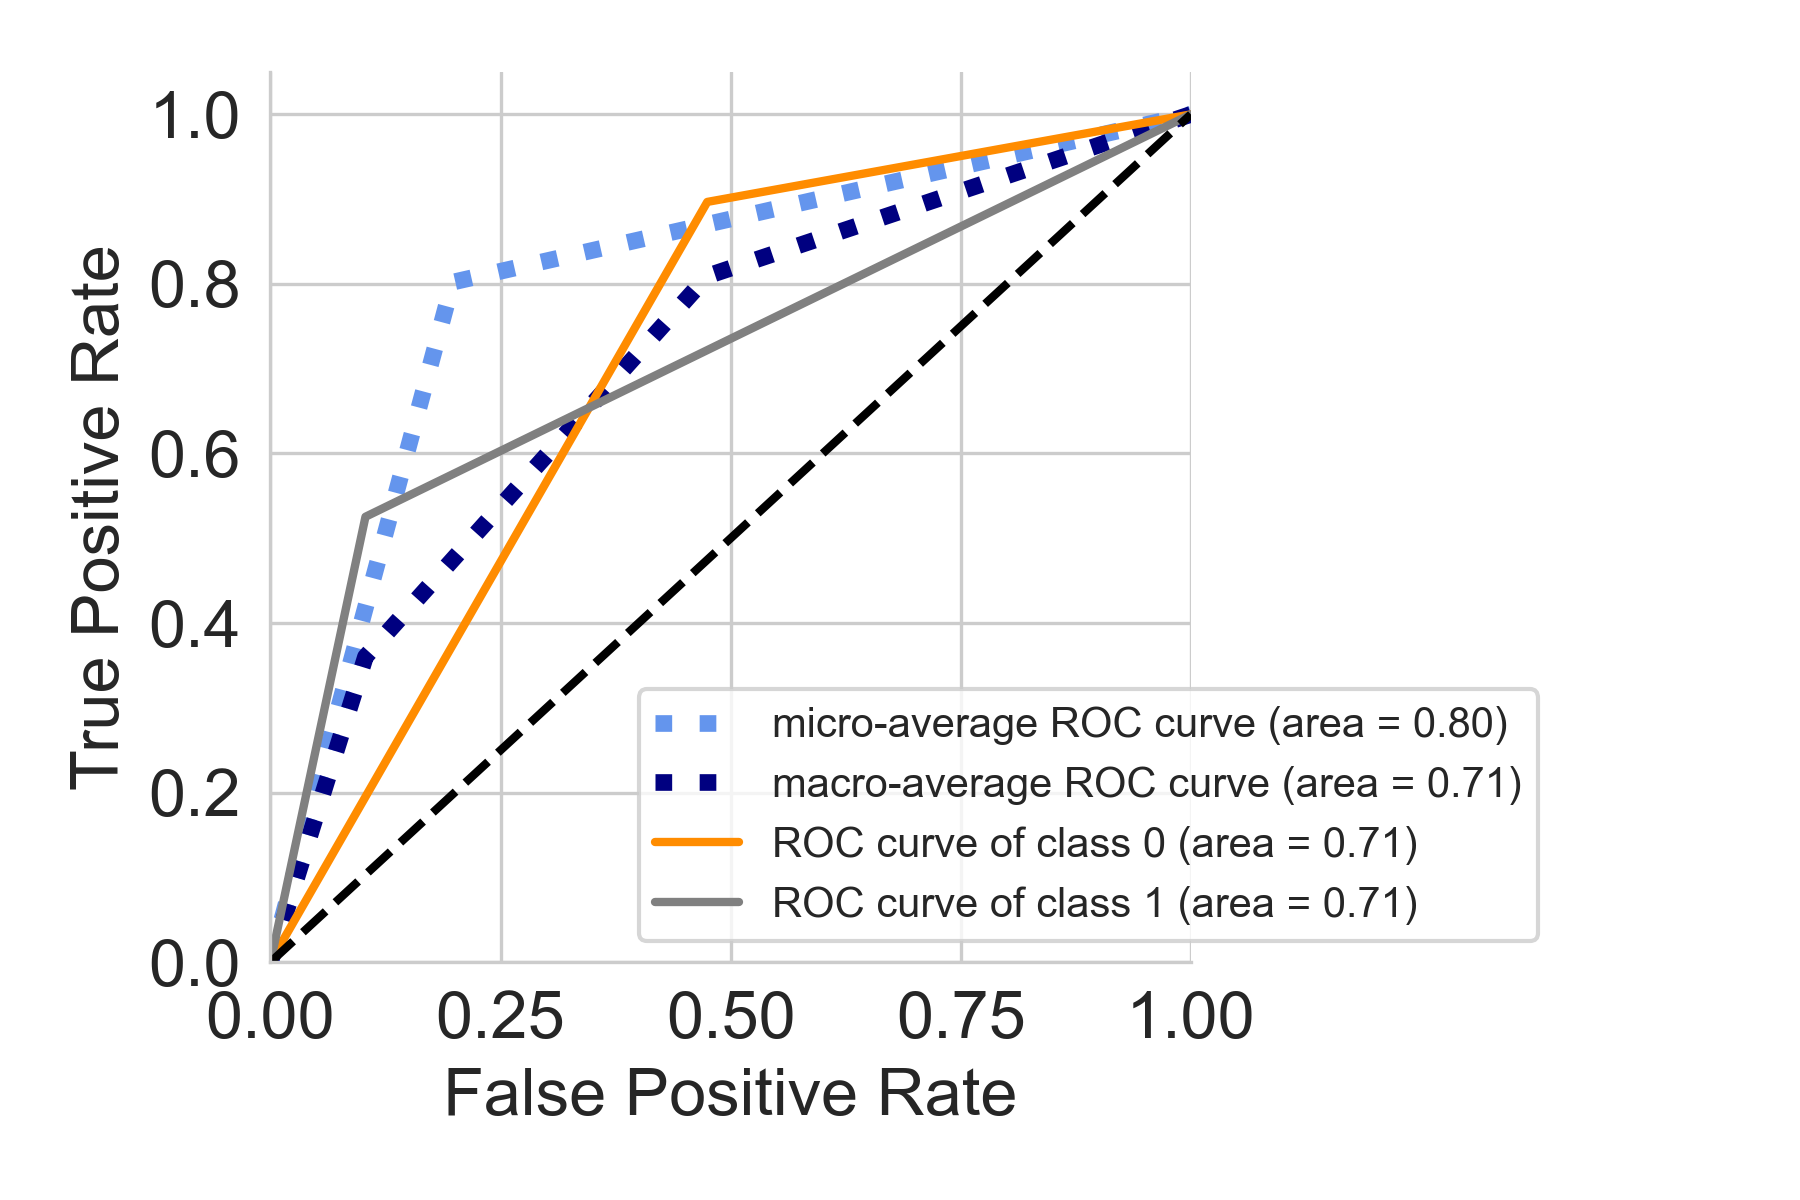 True Positive Rate
1.0
0.8
0.6
0.4
0.2
0.0
micro-average ROC curve (area = 0.80)
macro-average ROC curve (area = 0.71)
ROC curve of class 0 (area = 0.71)
ROC curve of class 1 (area = 0.71)
0.00 0.25 0.50 0.75 1.00
False Positive Rate